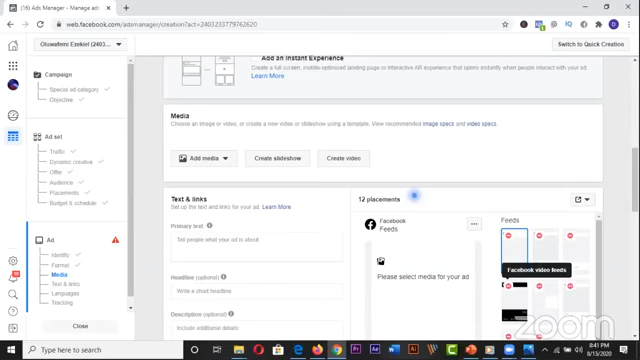 (16) Ads Manager
web.facebook.com/adsmanager/creation?act=2403233779762620
Oluwafemi Ezekiel (2403...
Switch to Quick Creation
Campaign
Special ad category
Objective
Ad set
Traffic
Dynamic creative
Offer
Audience
Placements
Budget & schedule
Ad
Identity
Format
Media
Text & links
Languages
Tracking
Close
Add an Instant Experience
Create a full-screen, mobile-optimised landing page or interactive AR experience that opens instantly when people interact with your ad.
Learn More
Media
Choose an image or video, or create a new video or slideshow using a template. View recommended image specs and video specs.
Add media
Create slideshow
Create video
Text & links
Set up the text and links for your ad. Learn More
Primary text
Tell people what your ad is about
Headline (optional)
Write a short headline
Description (optional)
Include additional details
12 placements
Facebook
Feeds
Please select media for your ad
Feeds
Facebook video feeds
zoom
Type here to search
8:41 PM
8/13/2020